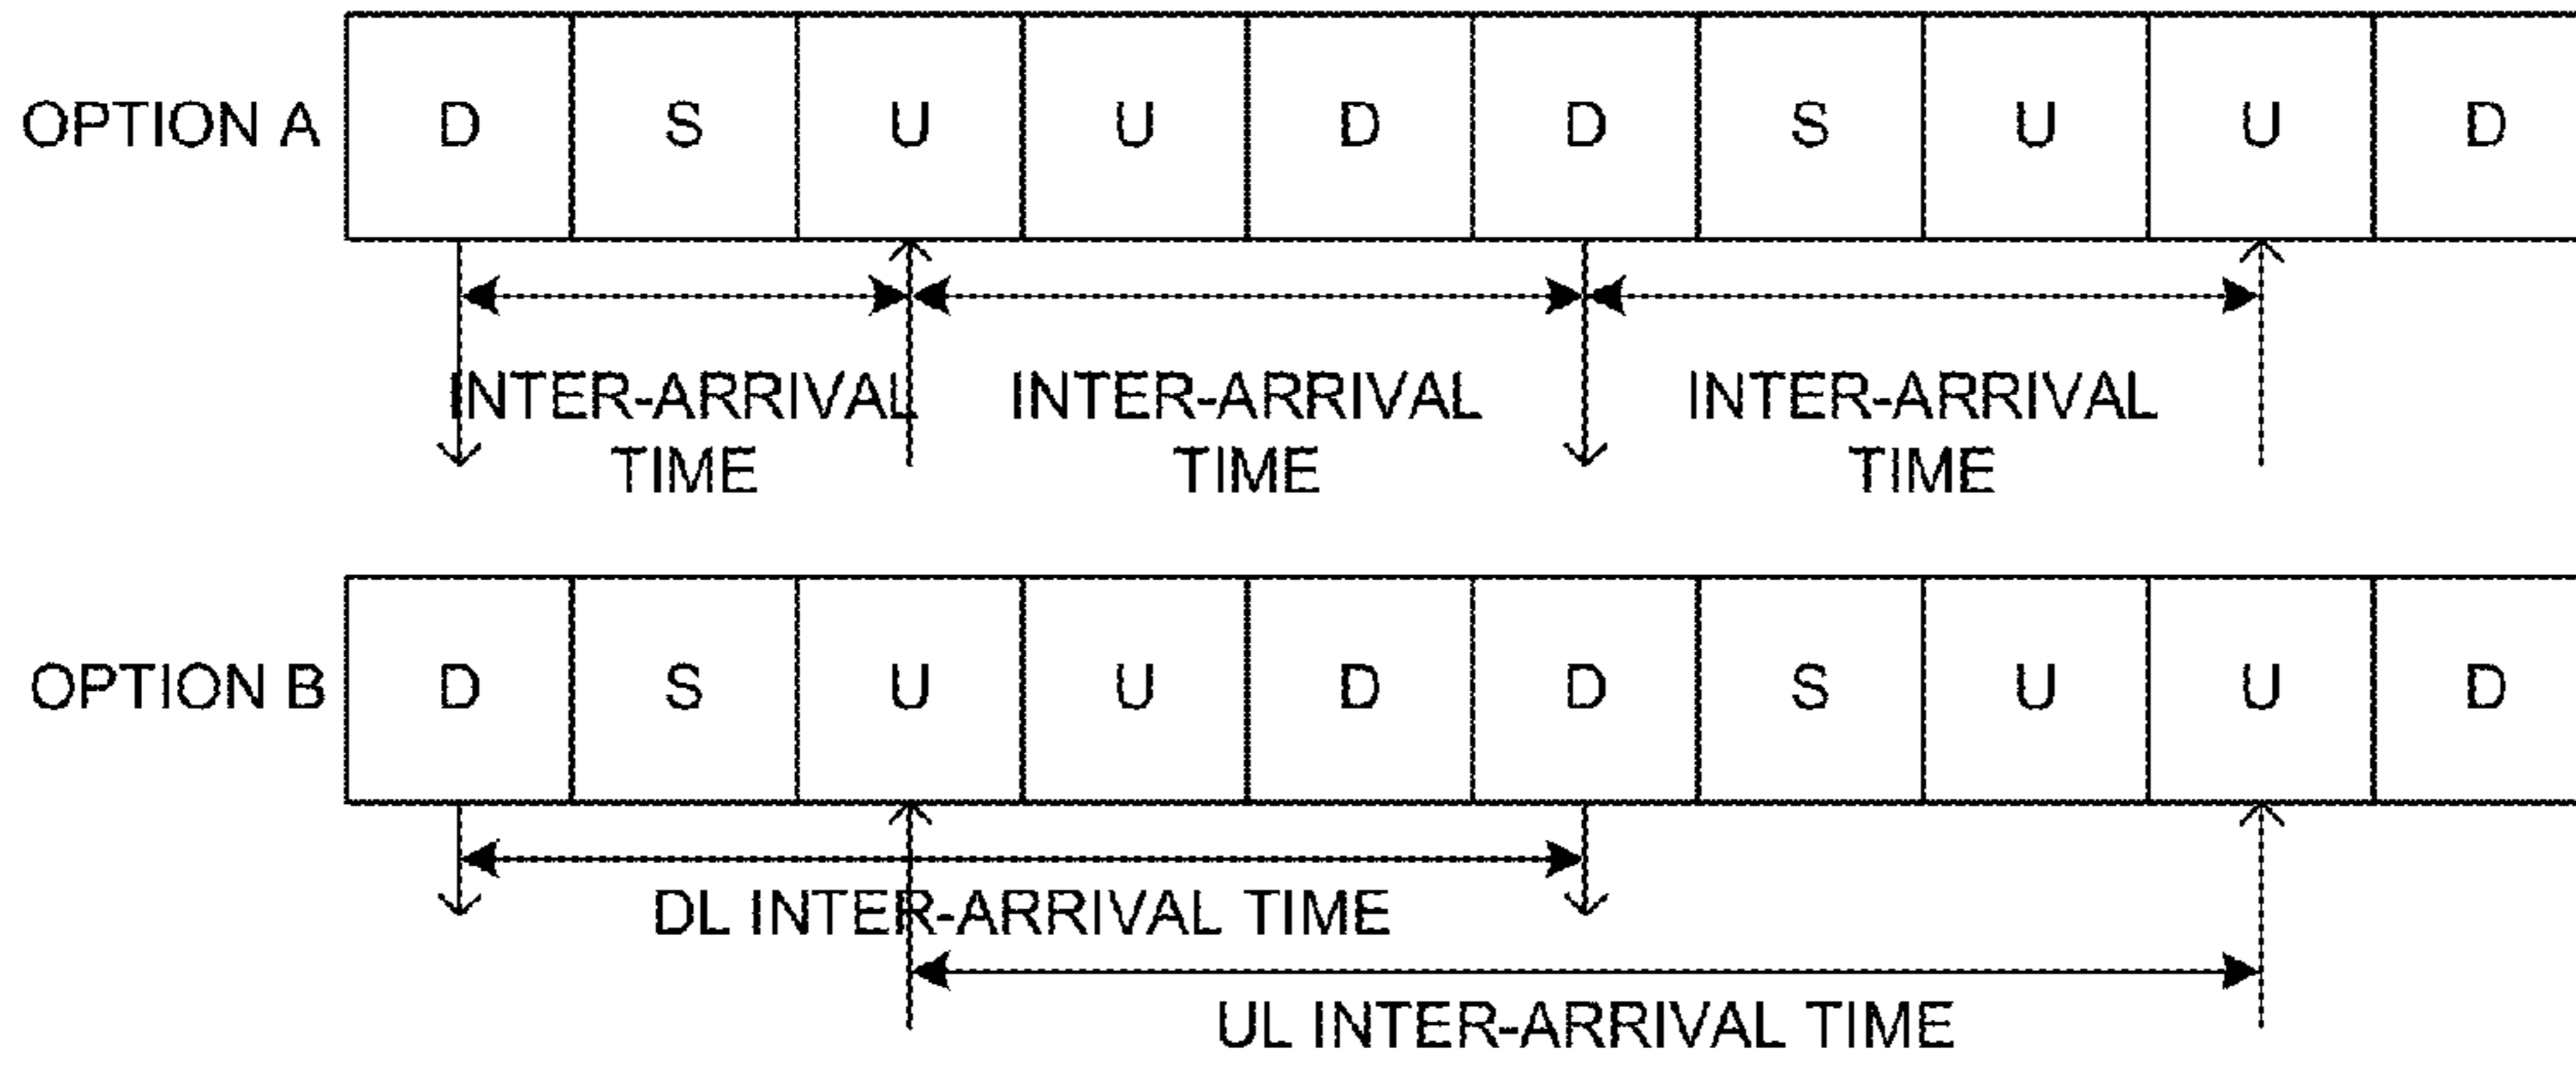 OPTION A D S U U D D S U U D
INTER-ARRIVAL INTER-ARRIVAL INTER-ARRIVAL
TIME TIME TIME
OPTION B D S U U D D S U U D
DL INTER-ARRIVAL TIME
UL INTER-ARRIVAL TIME